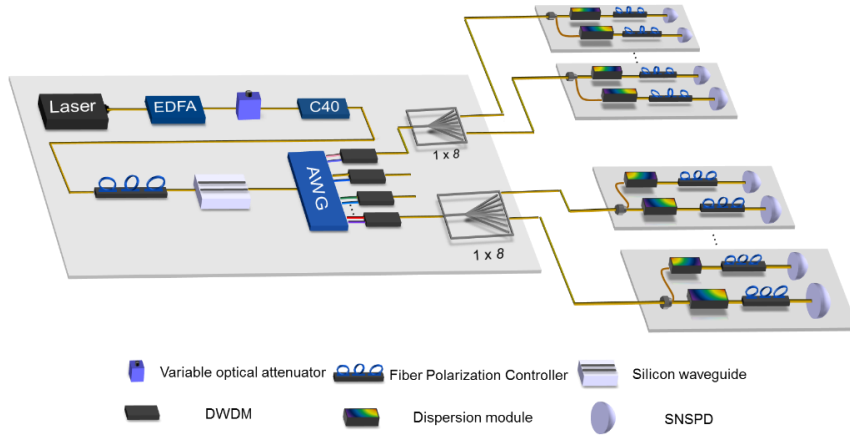 Laser
EDFA
C40
AWG
1 x 8
1 x 8
Variable optical attenuator
Fiber Polarization Controller
Silicon waveguide
DWDM
Dispersion module
SNSPD